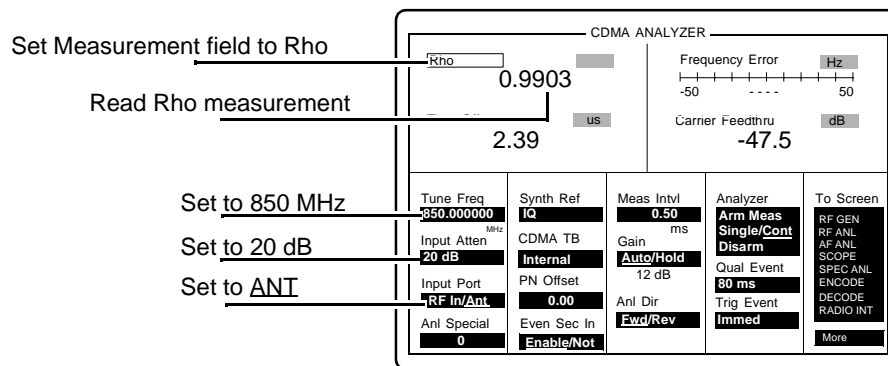 CDMA ANALYZER
Set Measurement field to Rho
Rho
0.9903
Read Rho measurement
us
2.39
Frequency Error
Hz
-50 - - - - 50
Carrier Feedthru
dB
-47.5
Set to 850 MHz
Set to 20 dB
Set to ANT
Tune Freq
850.000000
MHz
Input Atten
20 dB
Input Port
RF In/Ant
Anl Special
0
Synth Ref
IQ
CDMA TB
Internal
PN Offset
0.00
Even Sec In
Enable/Not
Meas Intvl
0.50
ms
Gain
Auto/Hold
12 dB
Anl Dir
Fwd/Rev
Analyzer
Arm Meas
Single/Cont
Disarm
Qual Event
80 ms
Trig Event
Immed
To Screen
RF GEN
RF ANL
AF ANL
SCOPE
SPEC ANL
ENCODE
DECODE
RADIO INT
More